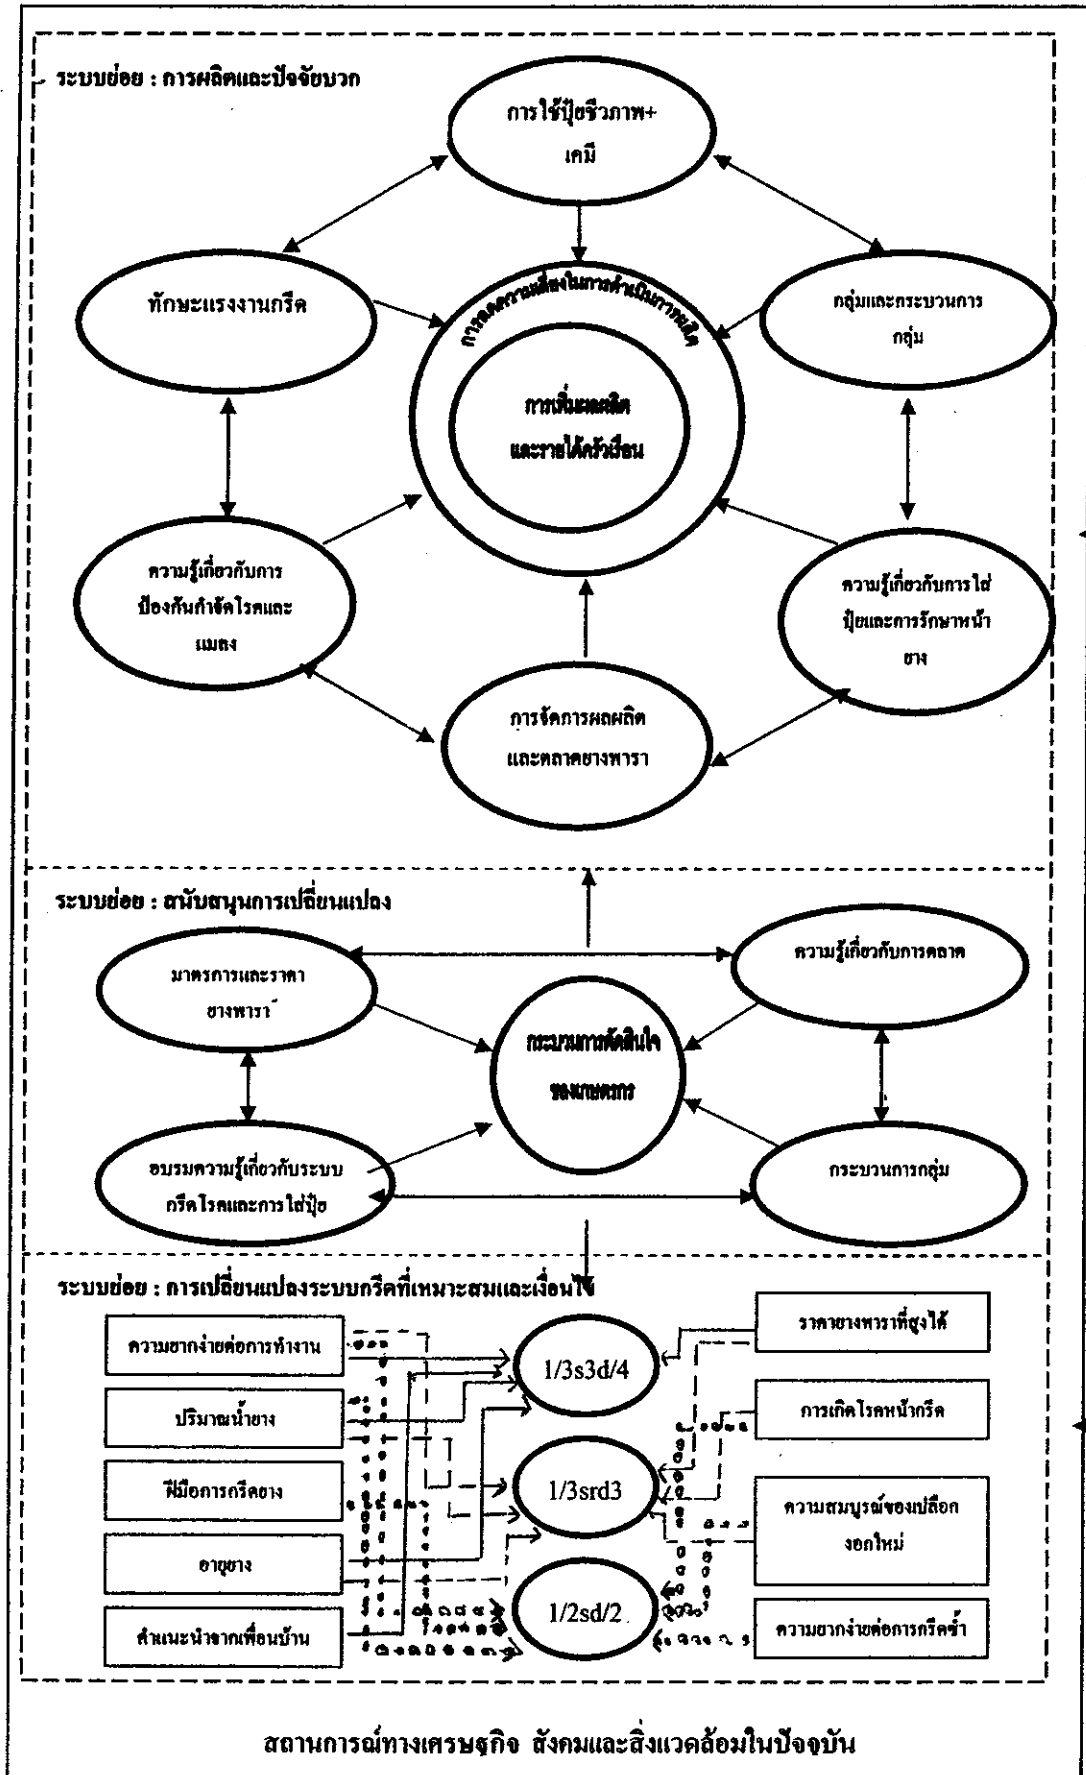 ระบบย่อย : การผลิตและปัจจัยบวก
การใช้ปุ๋ยชีวภาพ+
เคมี
ทักษะแรงงานกรีด
กลุ่มและกระบวนการ
กลุ่ม
การลดความเสี่ยงในการดำเนินการผลิต
การเพิ่มผลผลิต
และรายได้ครัวเรือน
ความรู้เกี่ยวกับการ
ป้องกันกำจัดโรคและ
แมลง
ความรู้เกี่ยวกับการใส่
ปุ๋ยและการรักษาหน้า
ยาง
การจัดการผลผลิต
และตลาดยางพารา
ระบบย่อย : สนับสนุนการเปลี่ยนแปลง
มาตรการและราคา
ยางพารา
ความรู้เกี่ยวกับการตลาด
กระบวนการตัดสินใจ
ของเกษตรกร
อบรมความรู้เกี่ยวกับระบบ
กรีดโรคและการใส่ปุ๋ย
กระบวนการกลุ่ม
ระบบย่อย : การเปลี่ยนแปลงระบบกรีดที่เหมาะสมและเงื่อนไข
ความยากง่ายต่อการทำงาน
ปริมาณน้ำยาง
ฝีมือการกรีดยาง
อายุยาง
คำแนะนำจากเพื่อนบ้าน
1/3s3d/4
1/3srd3
1/2sd/2
ราคายางพาราที่สูงได้
การเกิดโรคหน้ากรีด
ความสมบูรณ์ของเปลือก
งอกใหม่
ความยากง่ายต่อการกรีดซ้ำ
สถานการณ์ทางเศรษฐกิจ สังคมและสิ่งแวดล้อมในปัจจุบัน